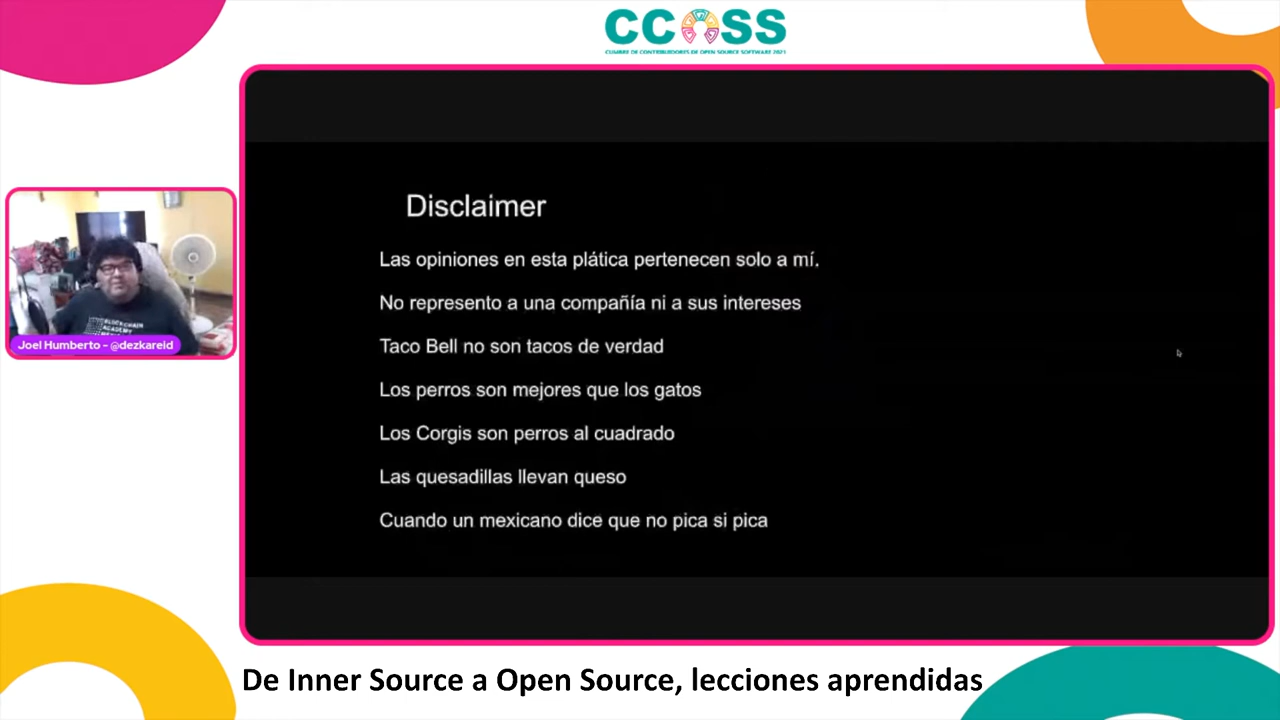 CCOSS
CUMBRE DE CONTRIBUIDORES DE OPEN SOURCE SOFTWARE 2021
Disclaimer
Las opiniones en esta plática pertenecen solo a mí.
No represento a una compañía ni a sus intereses
Taco Bell no son tacos de verdad
Los perros son mejores que los gatos
Los Corgis son perros al cuadrado
Las quesadillas llevan queso
Cuando un mexicano dice que no pica si pica
BLOCKCHAIN
ACADEMY
Joel Humberto - @dezkareid
De Inner Source a Open Source, lecciones aprendidas